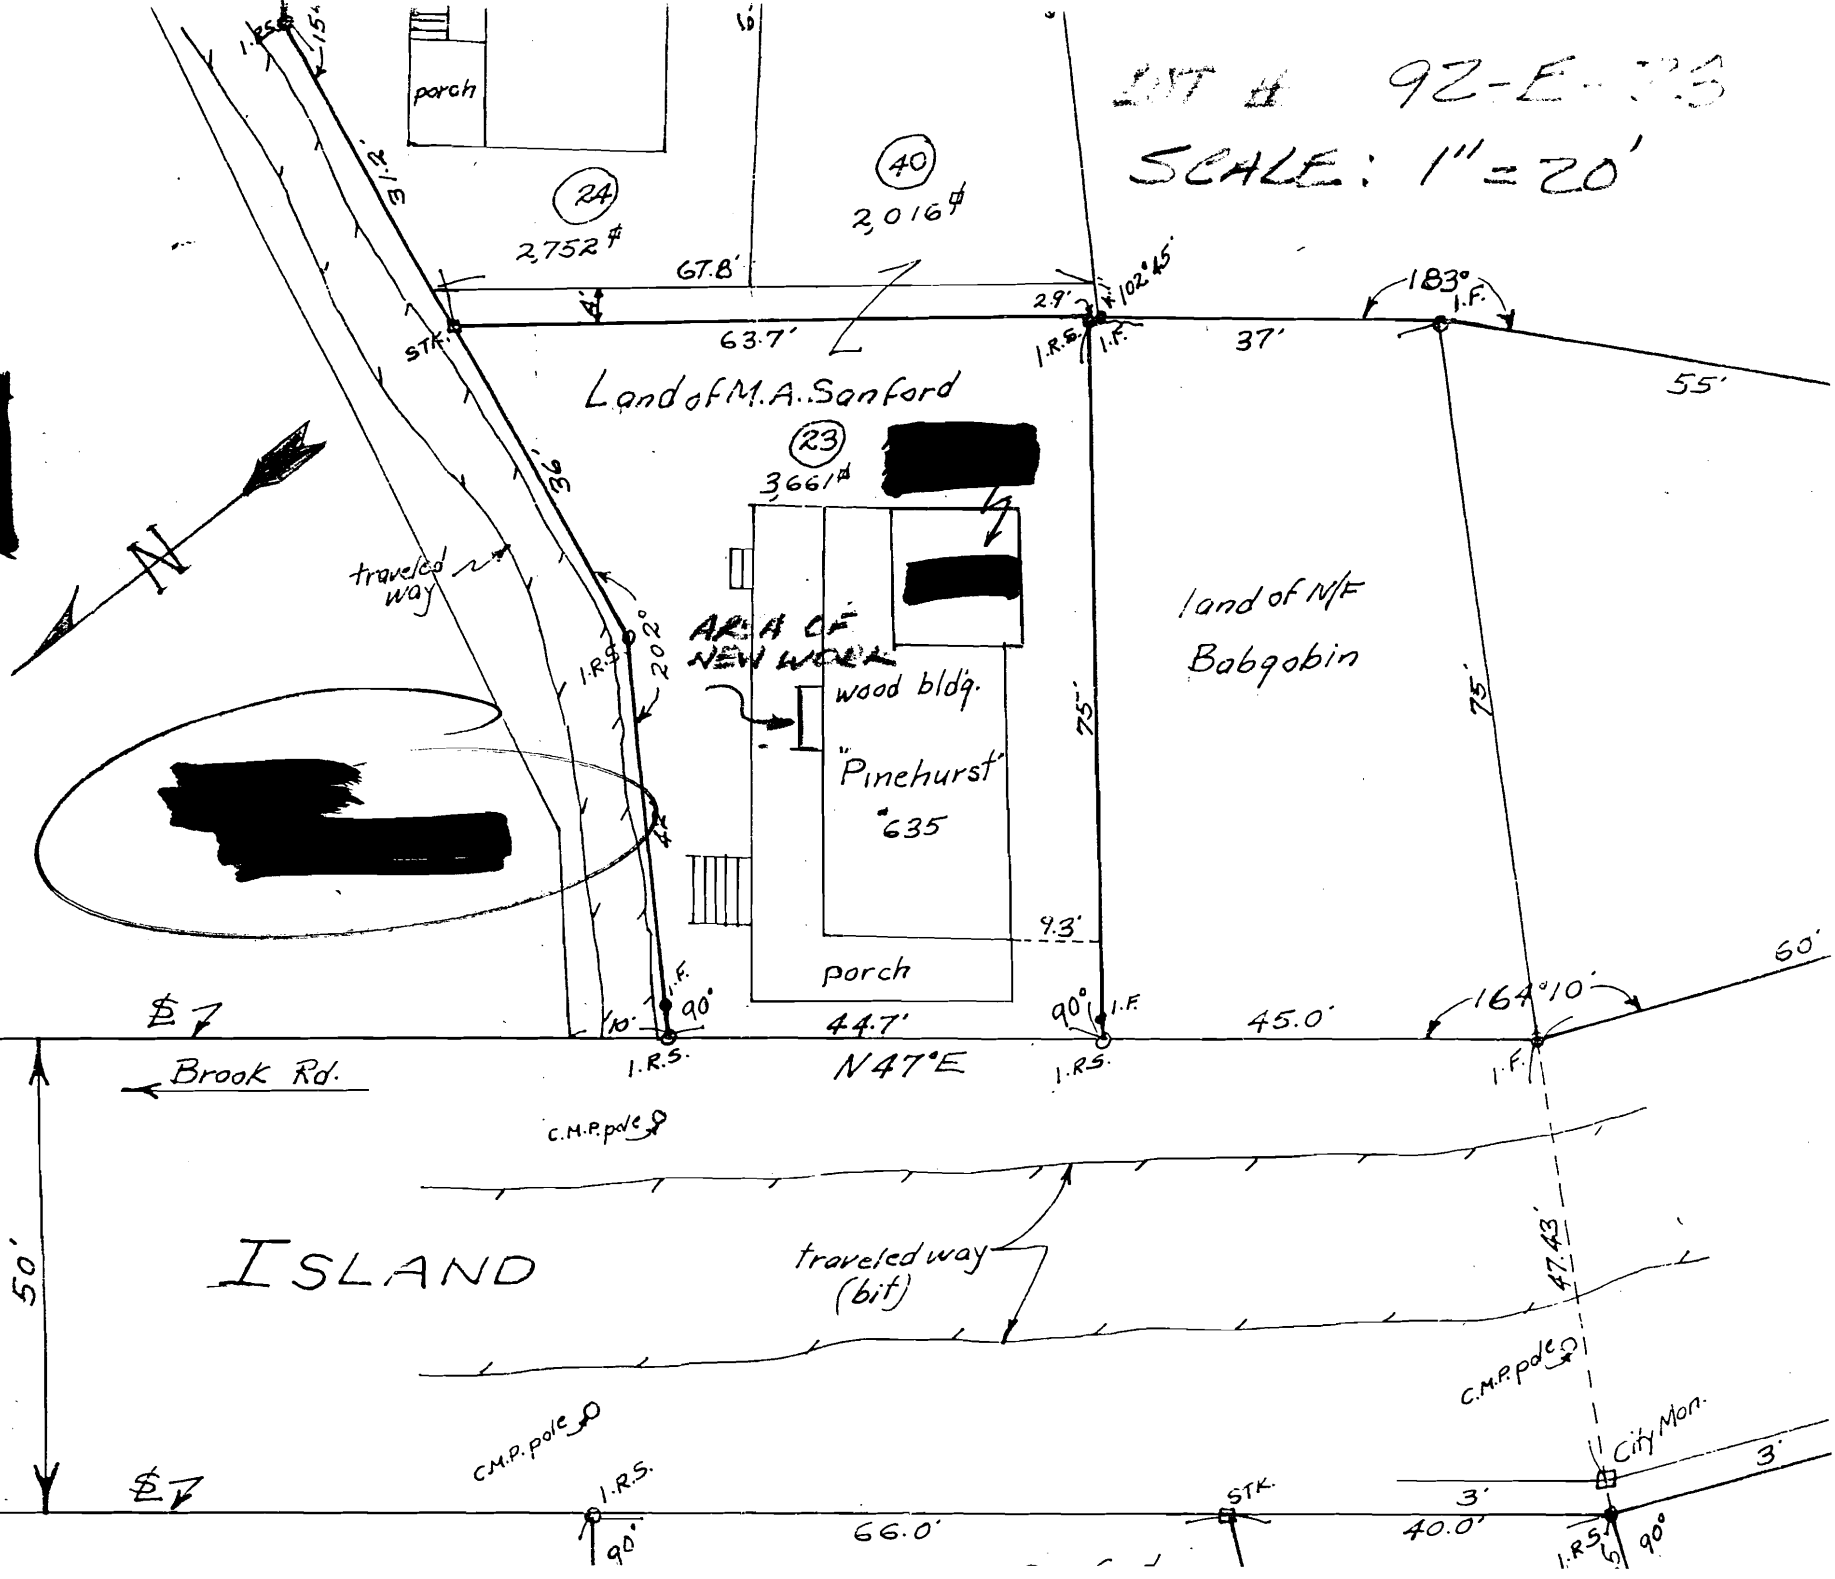 I.R.S.
15'
porch
LOT # 92-E-
SCALE: 1" = 20'
31.2'
24
2,752
40
2,016
67.8'
4'
STK.
63.7'
2.9'
102°45'
I.R.S.
I.F.
37'
183°
I.F.
55'
Land of M.A. Sanford
23
3,661
36'
N
traveled
way
I.R.S.
202°
AREA OF
NEW WORK
wood bldg.
"Pinehurst"
635
land of N/F
Babgobin
75'
75'
42'
9.3'
porch
I.F.
90°
10'
44.7'
90°
I.F.
45.0'
164°10'
60'
I.R.S.
N47°E
I.R.S.
I.F.
Brook Rd.
C.M.P. pole
50'
ISLAND
traveled way
(bit)
47.43'
C.M.P. pole
C.M.P. pole
City Mon.
3'
I.R.S.
90°
66.0'
STK.
3'
40.0'
I.R.S.
90°